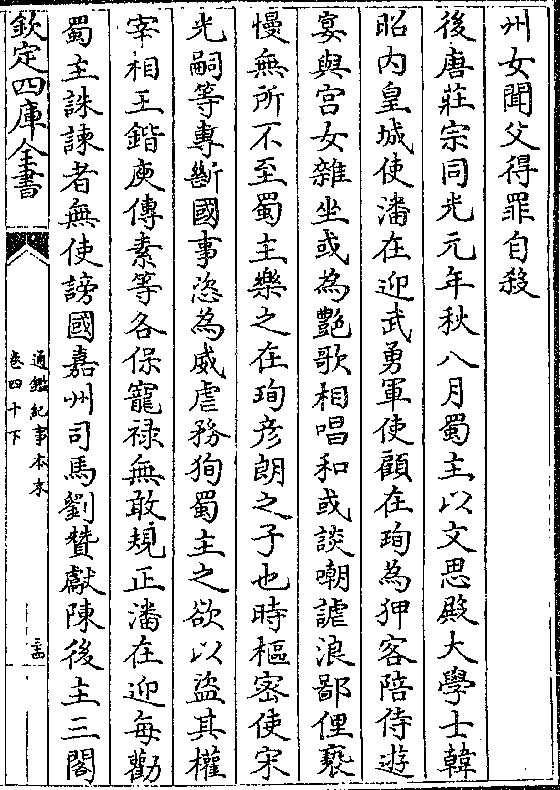 州女聞父得罪自殺
後唐莊宗同光元年秋八月蜀主以文思殿大學士韓
昭内皇城使潘在迎武勇軍使顧在珣為狎客陪侍遊
宴與宫女雜坐或為艷歌相唱和或談嘲謔浪鄙俚褻
慢無所不至蜀主樂之在珣彦朗之子也時樞密使宋
光嗣等專斷國事恣為威虐務狥蜀主之欲以盜其權
宰相王鍇庾傳素等各保寵禄無敢規正潘在迎每勸
蜀主誅諫者無使謗國嘉州司馬劉贊獻陳後主三閣
欽定四庫全書
通鑑紀事本末
卷四十下